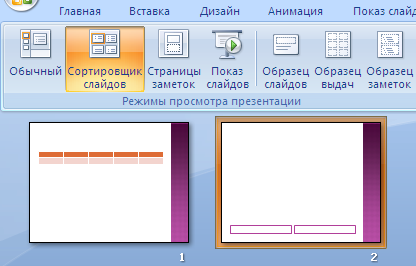 Главная Вставка Дизайн Анимация Показ слай
Обычный Сортировщик слайдов Страницы заметок Показ слайдов Образец слайдов Образец выдач Образец заметок
Режимы просмотра презентации
1 2